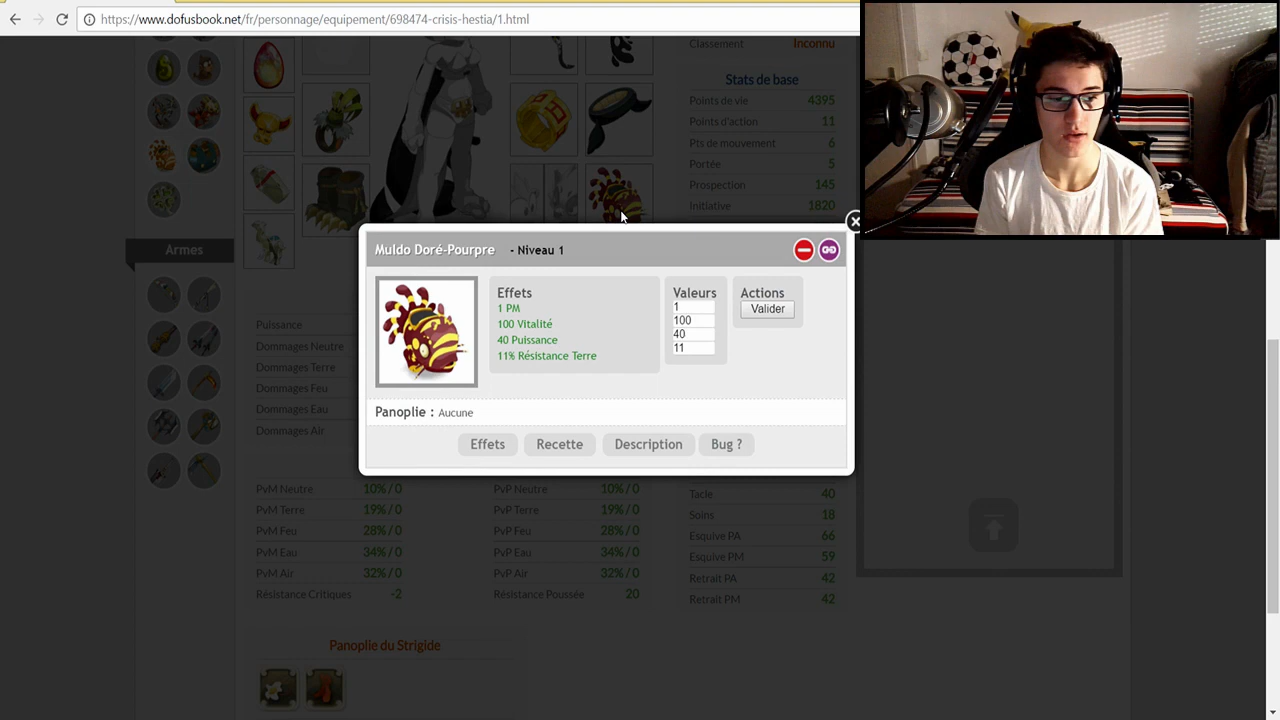 https://www.dofusbook.net/fr/personnage/equipement/698474-crisis-hestia/1.html
Classement Inconnu
Stats de base
Points de vie 4395
Points d'action 11
Pts de mouvement 6
Portée 5
Prospection 145
Initiative 1820
Armes
Muldo Doré-Pourpre - Niveau 1
Effets
1 PM
100 Vitalité
40 Puissance
11% Résistance Terre
Valeurs
1
100
40
11
Actions
Valider
Panoplie : Aucune
Effets Recette Description Bug ?
Puissance
Dommages Neutre
Dommages Terre
Dommages Feu
Dommages Eau
Dommages Air
PvM Neutre 10%/0
PvM Terre 19%/0
PvM Feu 28%/0
PvM Eau 34%/0
PvM Air 32%/0
Résistance Critiques -2
PvP Neutre 10%/0
PvP Terre 19%/0
PvP Feu 28%/0
PvP Eau 34%/0
PvP Air 32%/0
Résistance Poussée 20
Tacle 40
Soins 18
Esquive PA 66
Esquive PM 59
Retrait PA 42
Retrait PM 42
Panoplie du Strigide